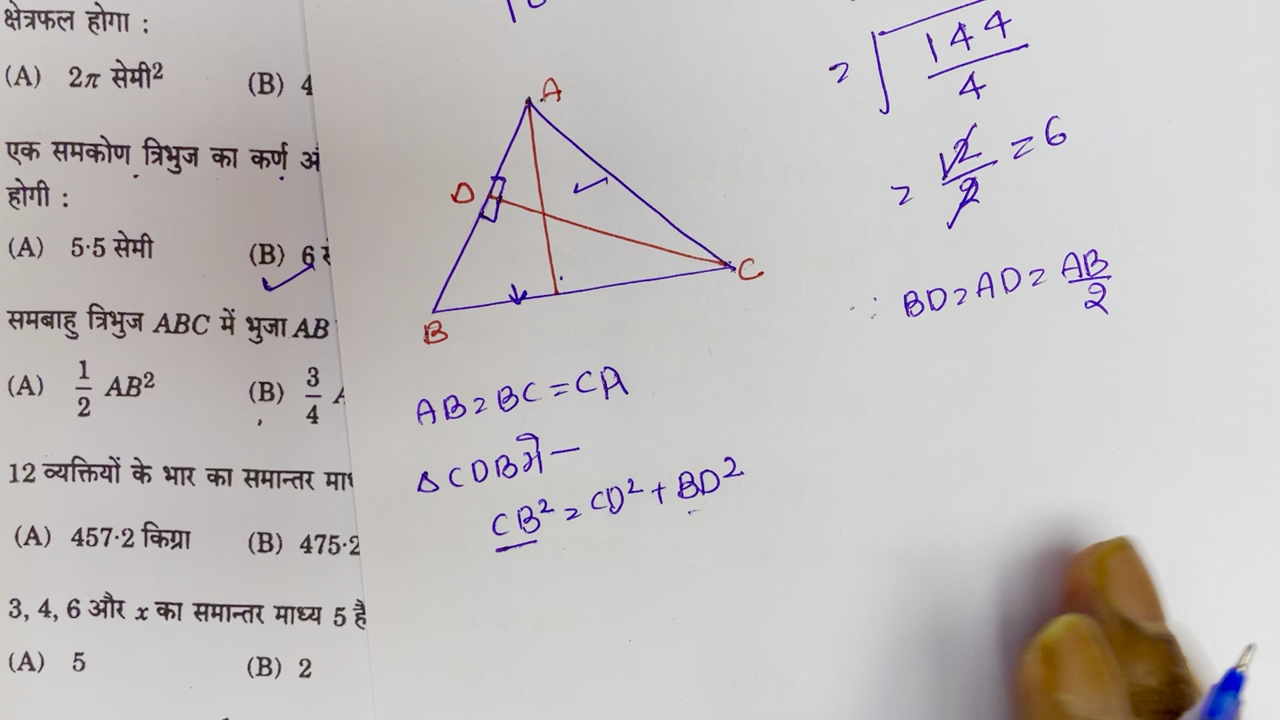 क्षेत्रफल होगा :
(A) 2π सेमी² (B) 4
एक समकोण त्रिभुज का कर्ण
होगी :
(A) 5·5 सेमी (B) 6
समबाहु त्रिभुज ABC में भुजा AB
(A) 1/2 AB² (B) 3/4
12 व्यक्तियों के भार का समान्तर
(A) 457·2 किग्रा (B) 475·2
3, 4, 6 और x का समान्तर माध्य 5 है
(A) 5 (B) 2
A
D
C
B
AB=BC=CA
Δ CDB में –
CB² = CD² + BD²
= √144/4
= 12/2 = 6
∴ BD=AD=AB/2